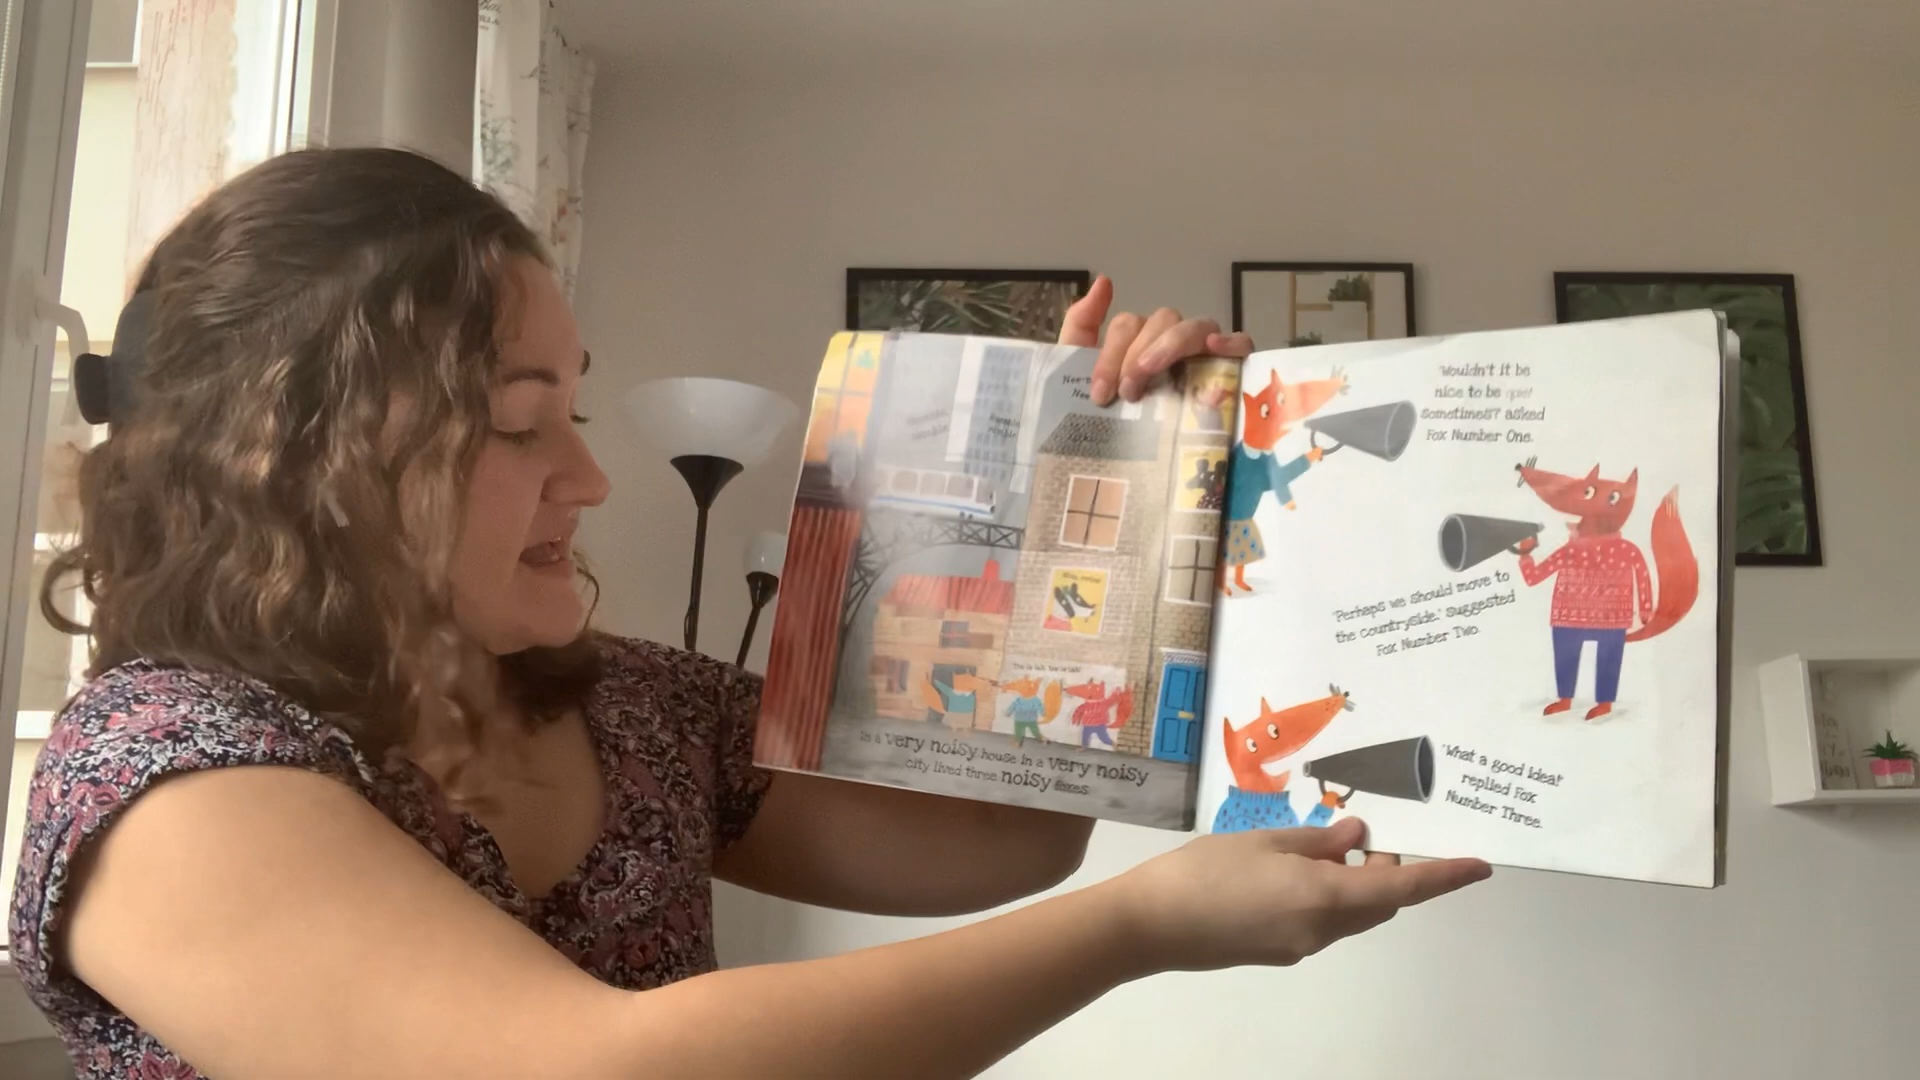 in a very noisy house in a very noisy
city lived three noisy foxes
'Wouldn't it be
nice to be quiet
sometimes?' asked
Fox Number One.
'Perhaps we should move to
the countryside.' suggested
Fox Number Two.
'What a good idea!'
replied Fox
Number Three.